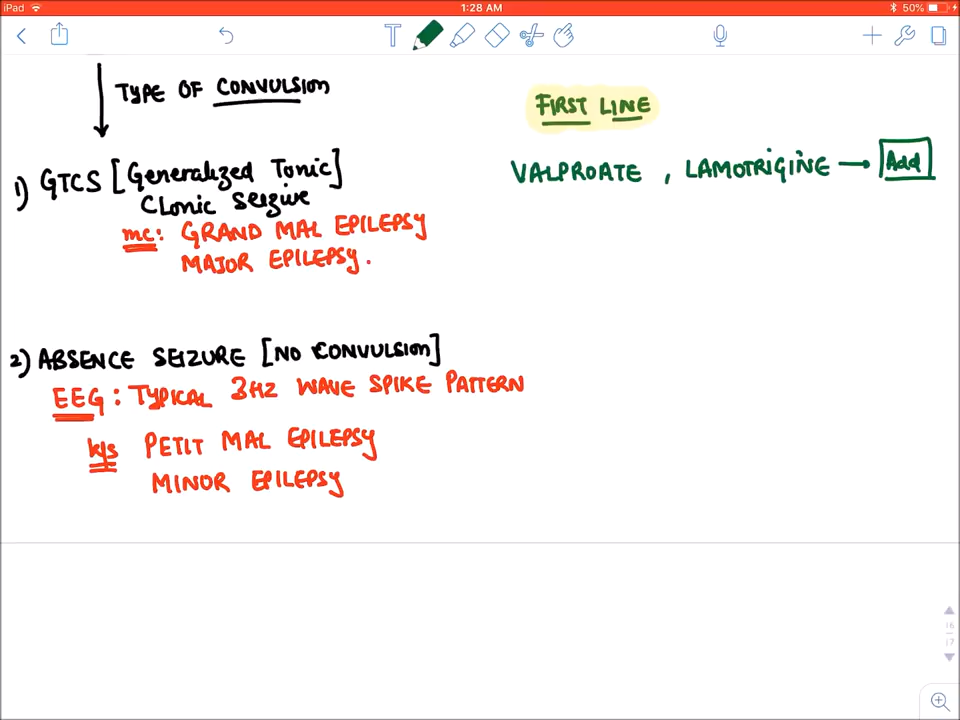 iPad
1:28 AM
50%
T
TYPE OF CONVULSION
FIRST LINE
1) GTCS [Generalized Tonic]
Clonic Seizure
VALPROATE , LAMOTRIGINE → Add
mc: GRAND MAL EPILEPSY
MAJOR EPILEPSY.
2) ABSENCE SEIZURE [NO CONVULSION]
EEG : TYPICAL 3HZ WAVE SPIKE PATTERN
k/s PETIT MAL EPILEPSY
MINOR EPILEPSY
16
17